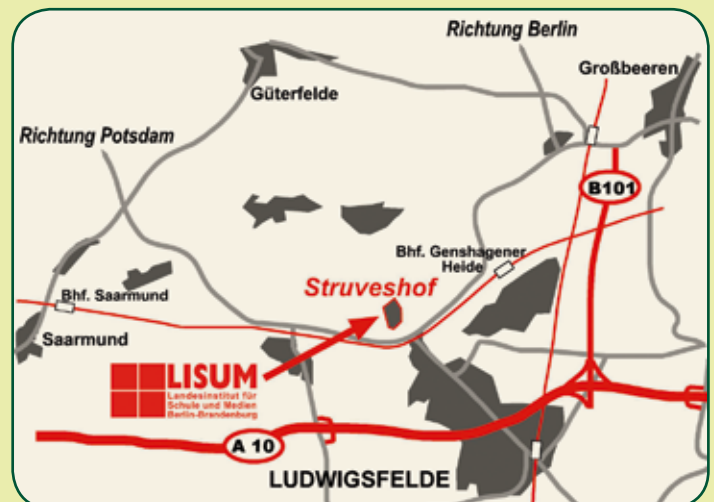 Richtung Berlin
Großbeeren
Güterfelde
Richtung Potsdam
B101
Bhf. Genshagener
Heide
Struveshof
Bhf. Saarmund
Saarmund
LISUM
Landesinstitut für
Schule und Medien
Berlin-Brandenburg
A 10
LUDWIGSFELDE